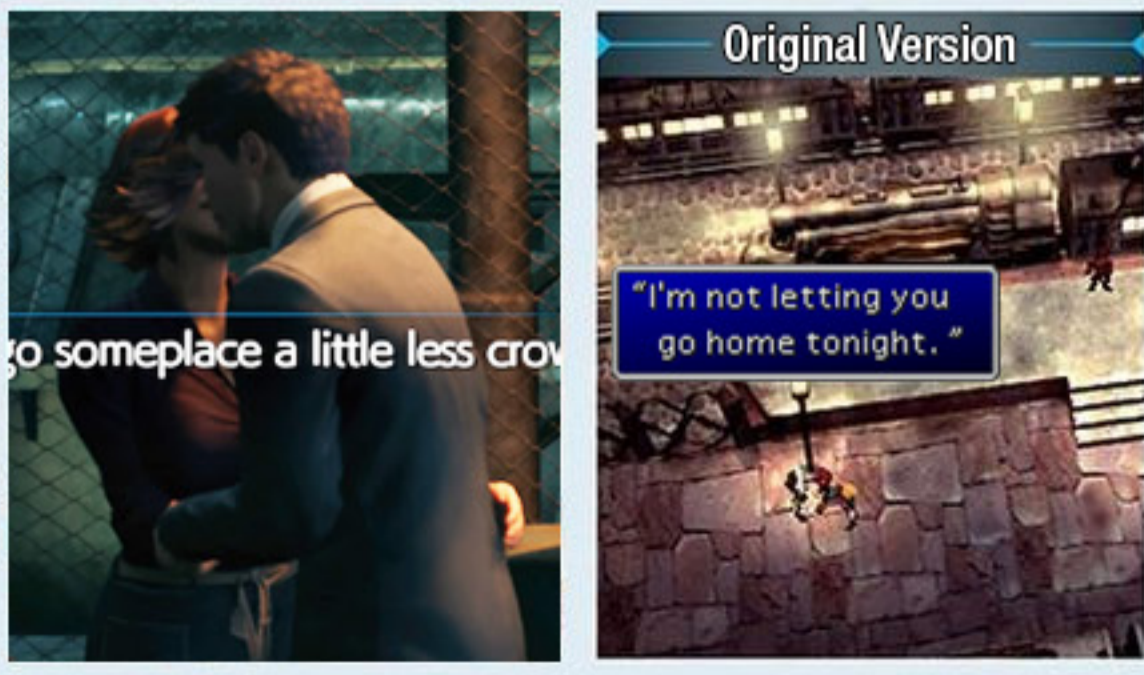 go someplace a little less crow
Original Version
“I'm not letting you
go home tonight.”